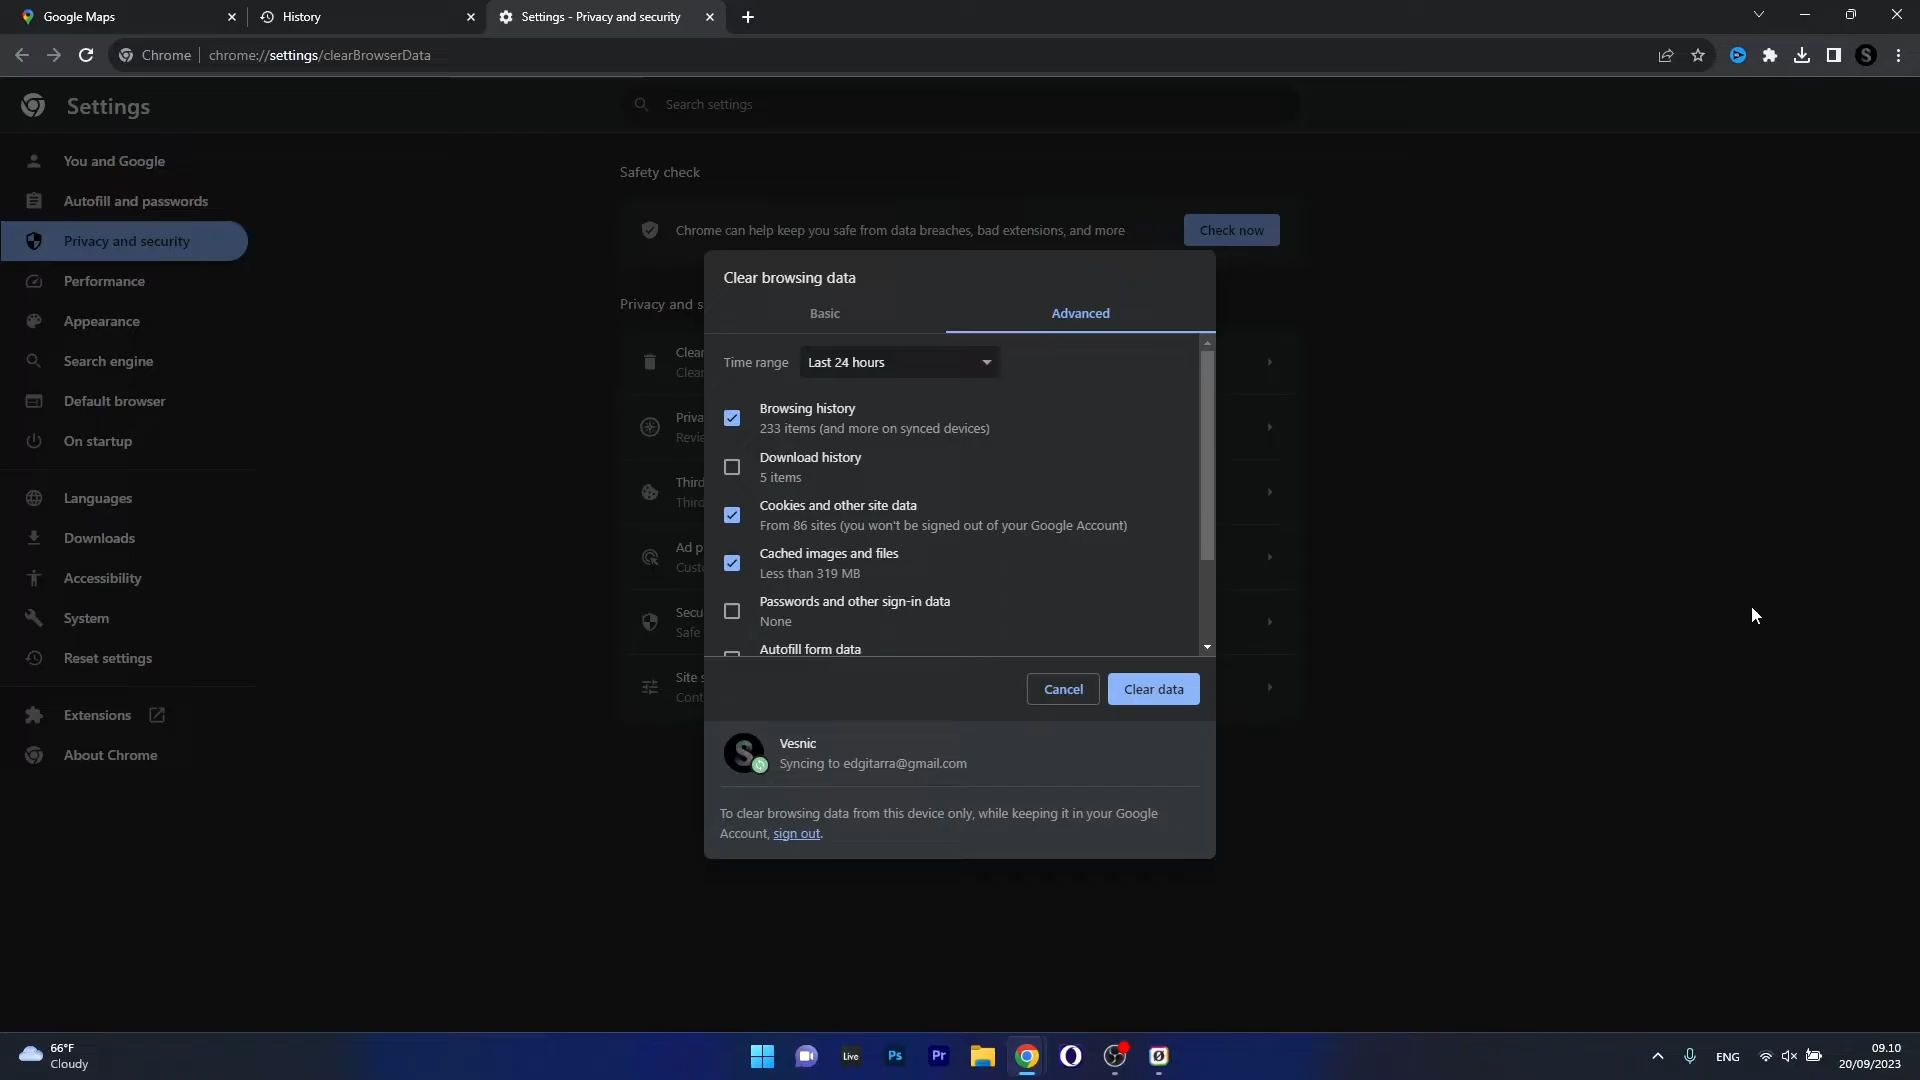 Google Maps
History
Settings - Privacy and security
Chrome
chrome://settings/clearBrowserData
S
Settings
Search settings
You and Google
Autofill and passwords
Privacy and security
Performance
Appearance
Search engine
Default browser
On startup
Languages
Downloads
Accessibility
System
Reset settings
Extensions
About Chrome
Safety check
Chrome can help keep you safe from data breaches, bad extensions, and more
Check now
Privacy and s
Clear
Clear
Priva
Revie
Third
Third
Ad p
Custo
Secu
Safe
Site s
Cont
Clear browsing data
Basic
Advanced
Time range
Last 24 hours
Browsing history
233 items (and more on synced devices)
Download history
5 items
Cookies and other site data
From 86 sites (you won't be signed out of your Google Account)
Cached images and files
Less than 319 MB
Passwords and other sign-in data
None
Autofill form data
Cancel
Clear data
S
Vesnic
Syncing to edgitarra@gmail.com
To clear browsing data from this device only, while keeping it in your Google
Account, sign out.
66°F
Cloudy
Live
Ps
Pr
ENG
09.10
20/09/2023